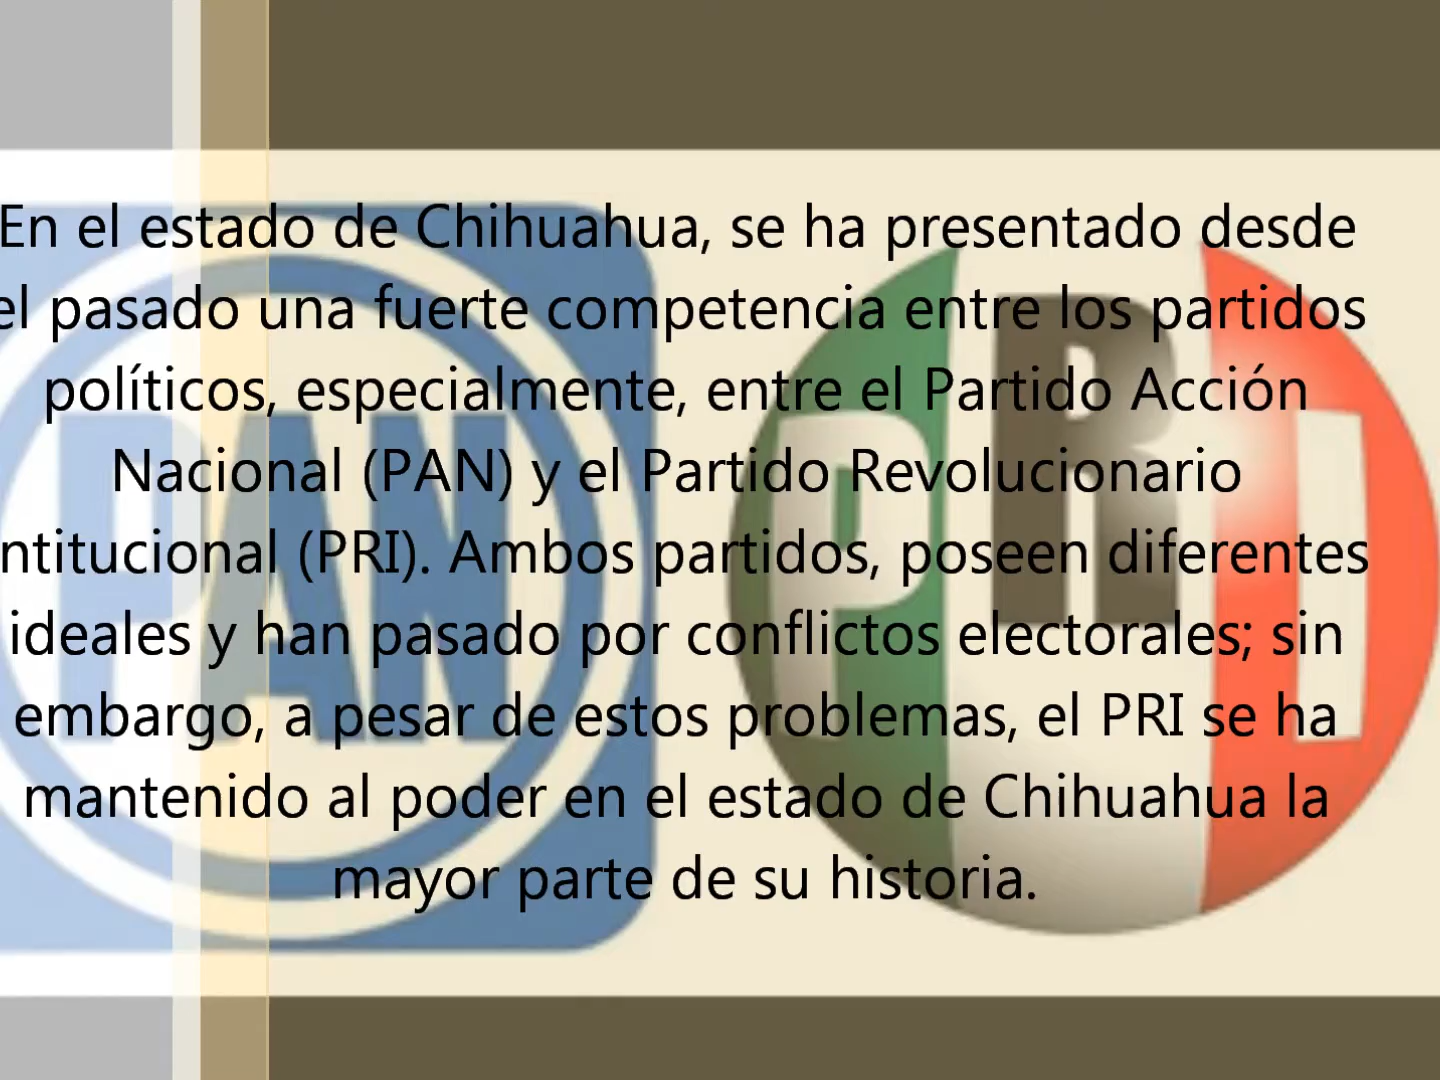 En el estado de Chihuahua, se ha presentado desde
el pasado una fuerte competencia entre los partidos
políticos, especialmente, entre el Partido Acción
Nacional (PAN) y el Partido Revolucionario
ntitucional (PRI). Ambos partidos, poseen diferentes
ideales y han pasado por conflictos electorales; sin
embargo, a pesar de estos problemas, el PRI se ha
mantenido al poder en el estado de Chihuahua la
mayor parte de su historia.
PAN
PRI